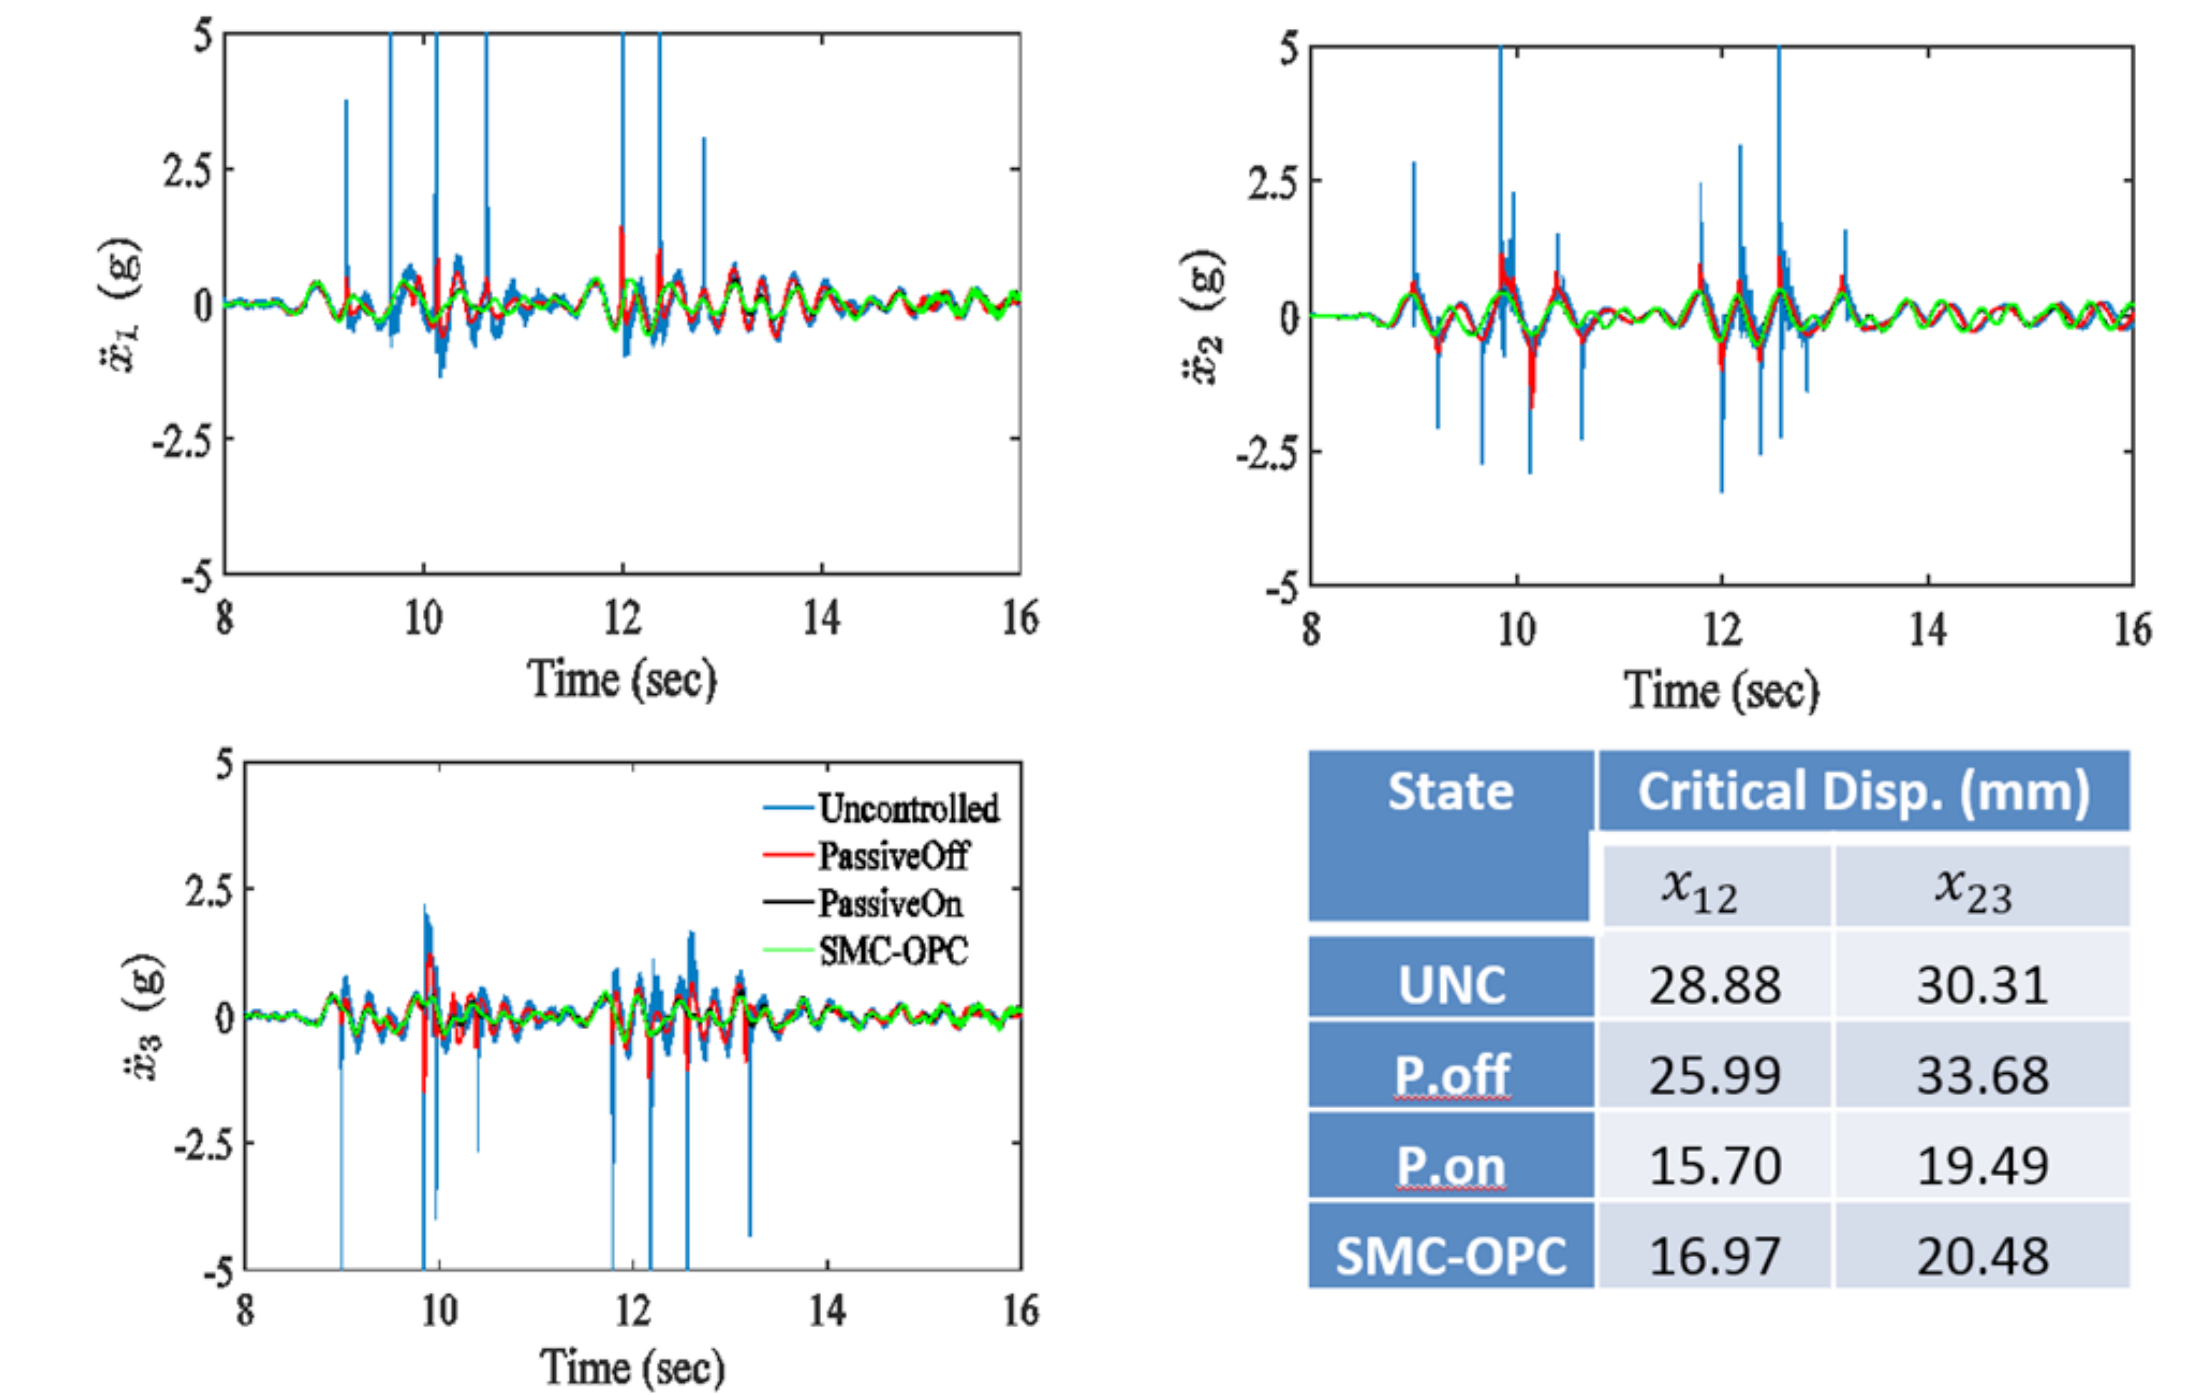 5
2.5
0
-2.5
-5
ẍ1 (g)
8 10 12 14 16
Time (sec)
5
2.5
0
-2.5
-5
ẍ2 (g)
8 10 12 14 16
Time (sec)
5
2.5
0
-2.5
-5
ẍ3 (g)
Uncontrolled
PassiveOff
PassiveOn
SMC-OPC
8 10 12 14 16
Time (sec)
State Critical Disp. (mm)
x12 x23
UNC 28.88 30.31
P.off 25.99 33.68
P.on 15.70 19.49
SMC-OPC 16.97 20.48